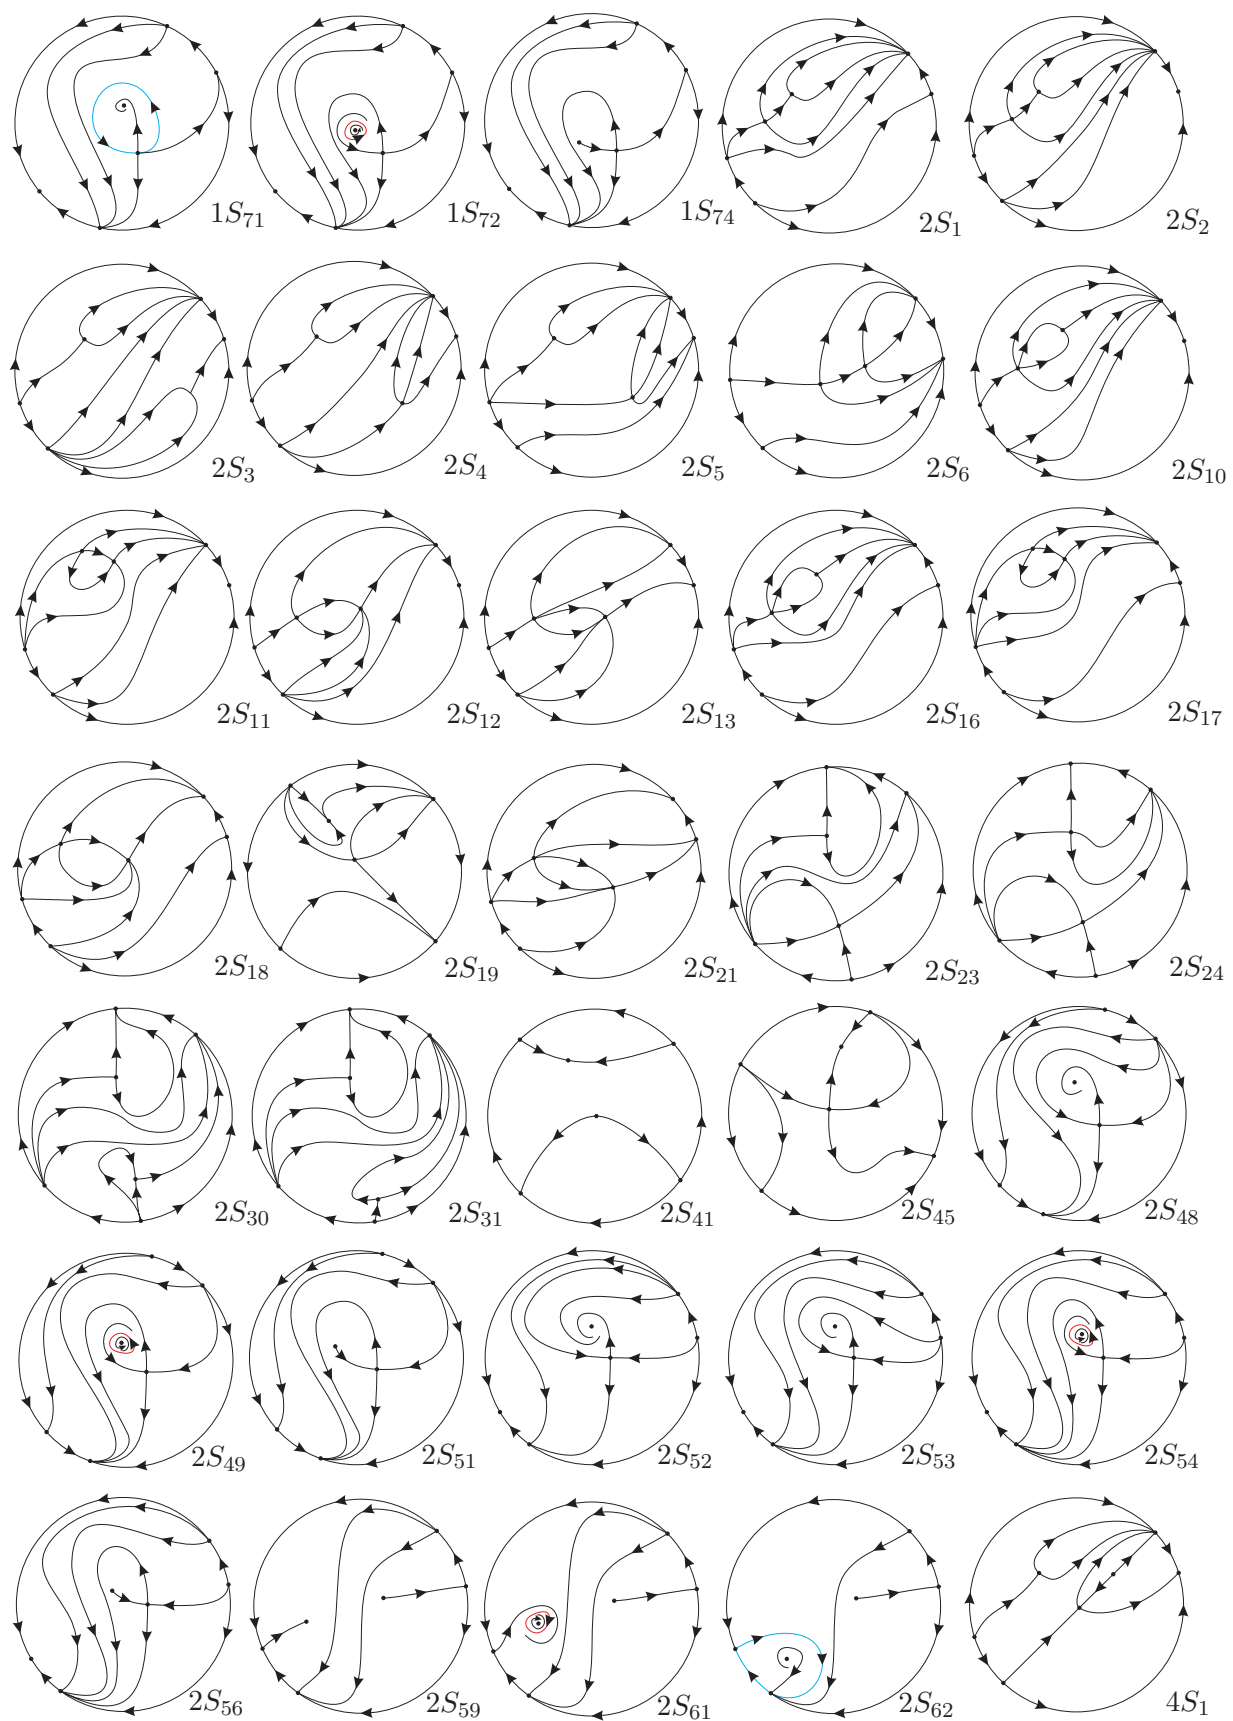 1S₇₁ 1S₇₂ 1S₇₄ 2S₁ 2S₂
2S₃ 2S₄ 2S₅ 2S₆ 2S₁₀
2S₁₁ 2S₁₂ 2S₁₃ 2S₁₆ 2S₁₇
2S₁₈ 2S₁₉ 2S₂₁ 2S₂₃ 2S₂₄
2S₃₀ 2S₃₁ 2S₄₁ 2S₄₅ 2S₄₈
2S₄₉ 2S₅₁ 2S₅₂ 2S₅₃ 2S₅₄
2S₅₆ 2S₅₉ 2S₆₁ 2S₆₂ 4S₁